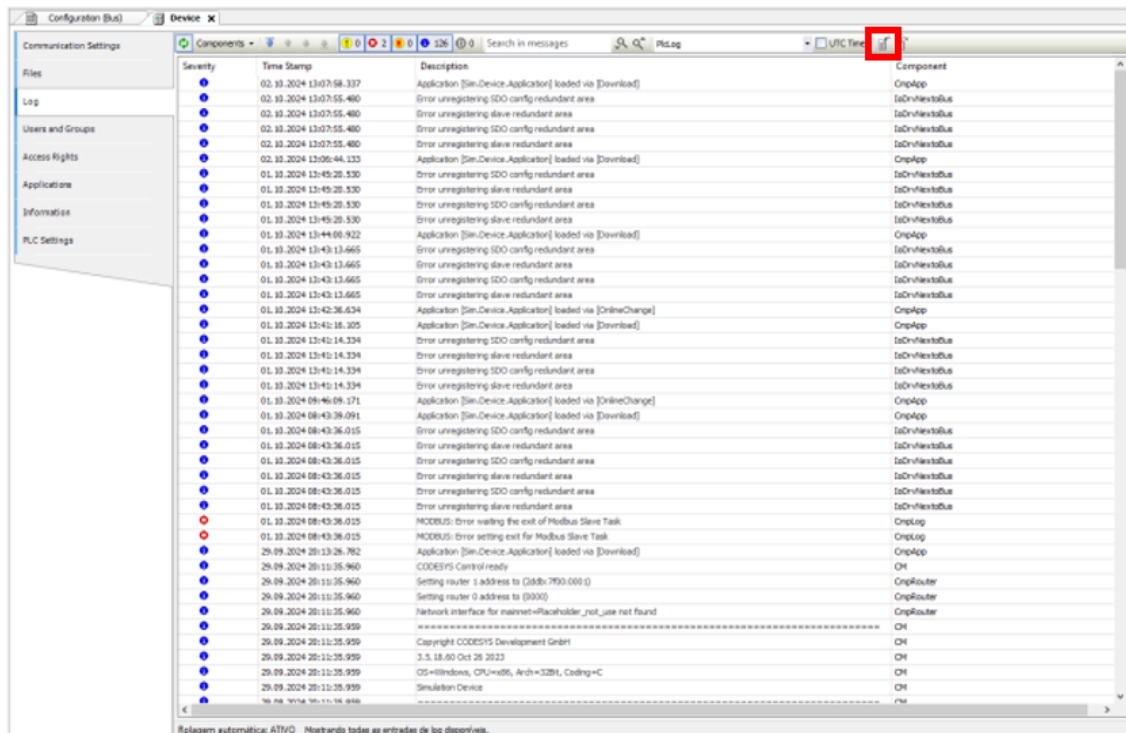 Configuration (Bus) Device
Communication Settings
Files
Log
Users and Groups
Access Rights
Applications
Information
PLC Settings
Components 0 2 0 126 0 Search in messages PlcLog UTC Time
Severity Time Stamp Description Component
02.10.2024 13:07:58.337 Application [Sim.Device.Application] loaded via [Download] CmpApp
02.10.2024 13:07:55.480 Error unregistering SDO config redundant area IoDrvNextoBus
02.10.2024 13:07:55.480 Error unregistering slave redundant area IoDrvNextoBus
02.10.2024 13:07:55.480 Error unregistering SDO config redundant area IoDrvNextoBus
02.10.2024 13:07:55.480 Error unregistering slave redundant area IoDrvNextoBus
02.10.2024 13:06:44.133 Application [Sim.Device.Application] loaded via [Download] CmpApp
01.10.2024 13:45:20.530 Error unregistering SDO config redundant area IoDrvNextoBus
01.10.2024 13:45:20.530 Error unregistering slave redundant area IoDrvNextoBus
01.10.2024 13:45:20.530 Error unregistering SDO config redundant area IoDrvNextoBus
01.10.2024 13:45:20.530 Error unregistering slave redundant area IoDrvNextoBus
01.10.2024 13:44:00.922 Application [Sim.Device.Application] loaded via [Download] CmpApp
01.10.2024 13:43:13.665 Error unregistering SDO config redundant area IoDrvNextoBus
01.10.2024 13:43:13.665 Error unregistering slave redundant area IoDrvNextoBus
01.10.2024 13:43:13.665 Error unregistering SDO config redundant area IoDrvNextoBus
01.10.2024 13:43:13.665 Error unregistering slave redundant area IoDrvNextoBus
01.10.2024 13:42:36.634 Application [Sim.Device.Application] loaded via [OnlineChange] CmpApp
01.10.2024 13:41:18.105 Application [Sim.Device.Application] loaded via [Download] CmpApp
01.10.2024 13:41:14.334 Error unregistering SDO config redundant area IoDrvNextoBus
01.10.2024 13:41:14.334 Error unregistering slave redundant area IoDrvNextoBus
01.10.2024 13:41:14.334 Error unregistering SDO config redundant area IoDrvNextoBus
01.10.2024 13:41:14.334 Error unregistering slave redundant area IoDrvNextoBus
01.10.2024 09:46:09.171 Application [Sim.Device.Application] loaded via [OnlineChange] CmpApp
01.10.2024 08:43:39.091 Application [Sim.Device.Application] loaded via [Download] CmpApp
01.10.2024 08:43:36.015 Error unregistering SDO config redundant area IoDrvNextoBus
01.10.2024 08:43:36.015 Error unregistering slave redundant area IoDrvNextoBus
01.10.2024 08:43:36.015 Error unregistering SDO config redundant area IoDrvNextoBus
01.10.2024 08:43:36.015 Error unregistering slave redundant area IoDrvNextoBus
01.10.2024 08:43:36.015 Error unregistering SDO config redundant area IoDrvNextoBus
01.10.2024 08:43:36.015 Error unregistering slave redundant area IoDrvNextoBus
01.10.2024 08:43:36.015 MODBUS: Error waiting the exit of Modbus Slave Task CmpLog
01.10.2024 08:43:36.015 MODBUS: Error setting exit for Modbus Slave Task CmpLog
29.09.2024 20:13:26.782 Application [Sim.Device.Application] loaded via [Download] CmpApp
29.09.2024 20:11:35.960 CODESYS Control ready CM
29.09.2024 20:11:35.960 Setting router 1 address to (2ddb:7f00:0001) CmpRouter
29.09.2024 20:11:35.960 Setting router 0 address to (0000) CmpRouter
29.09.2024 20:11:35.960 Network interface for mainnet=Placeholder_not_use not found CmpRouter
29.09.2024 20:11:35.959 ================================================================ CM
29.09.2024 20:11:35.959 Copyright CODESYS Development GmbH CM
29.09.2024 20:11:35.959 3.5.18.60 Oct 26 2023 CM
29.09.2024 20:11:35.959 OS=Windows, CPU=x86, Arch=32Bit, Coding=C CM
29.09.2024 20:11:35.959 Simulation Device CM
29.09.2024 20:11:35.959 ================================================================ CM
Rolagem automática: ATIVO Mostrando todas as entradas de log disponíveis.